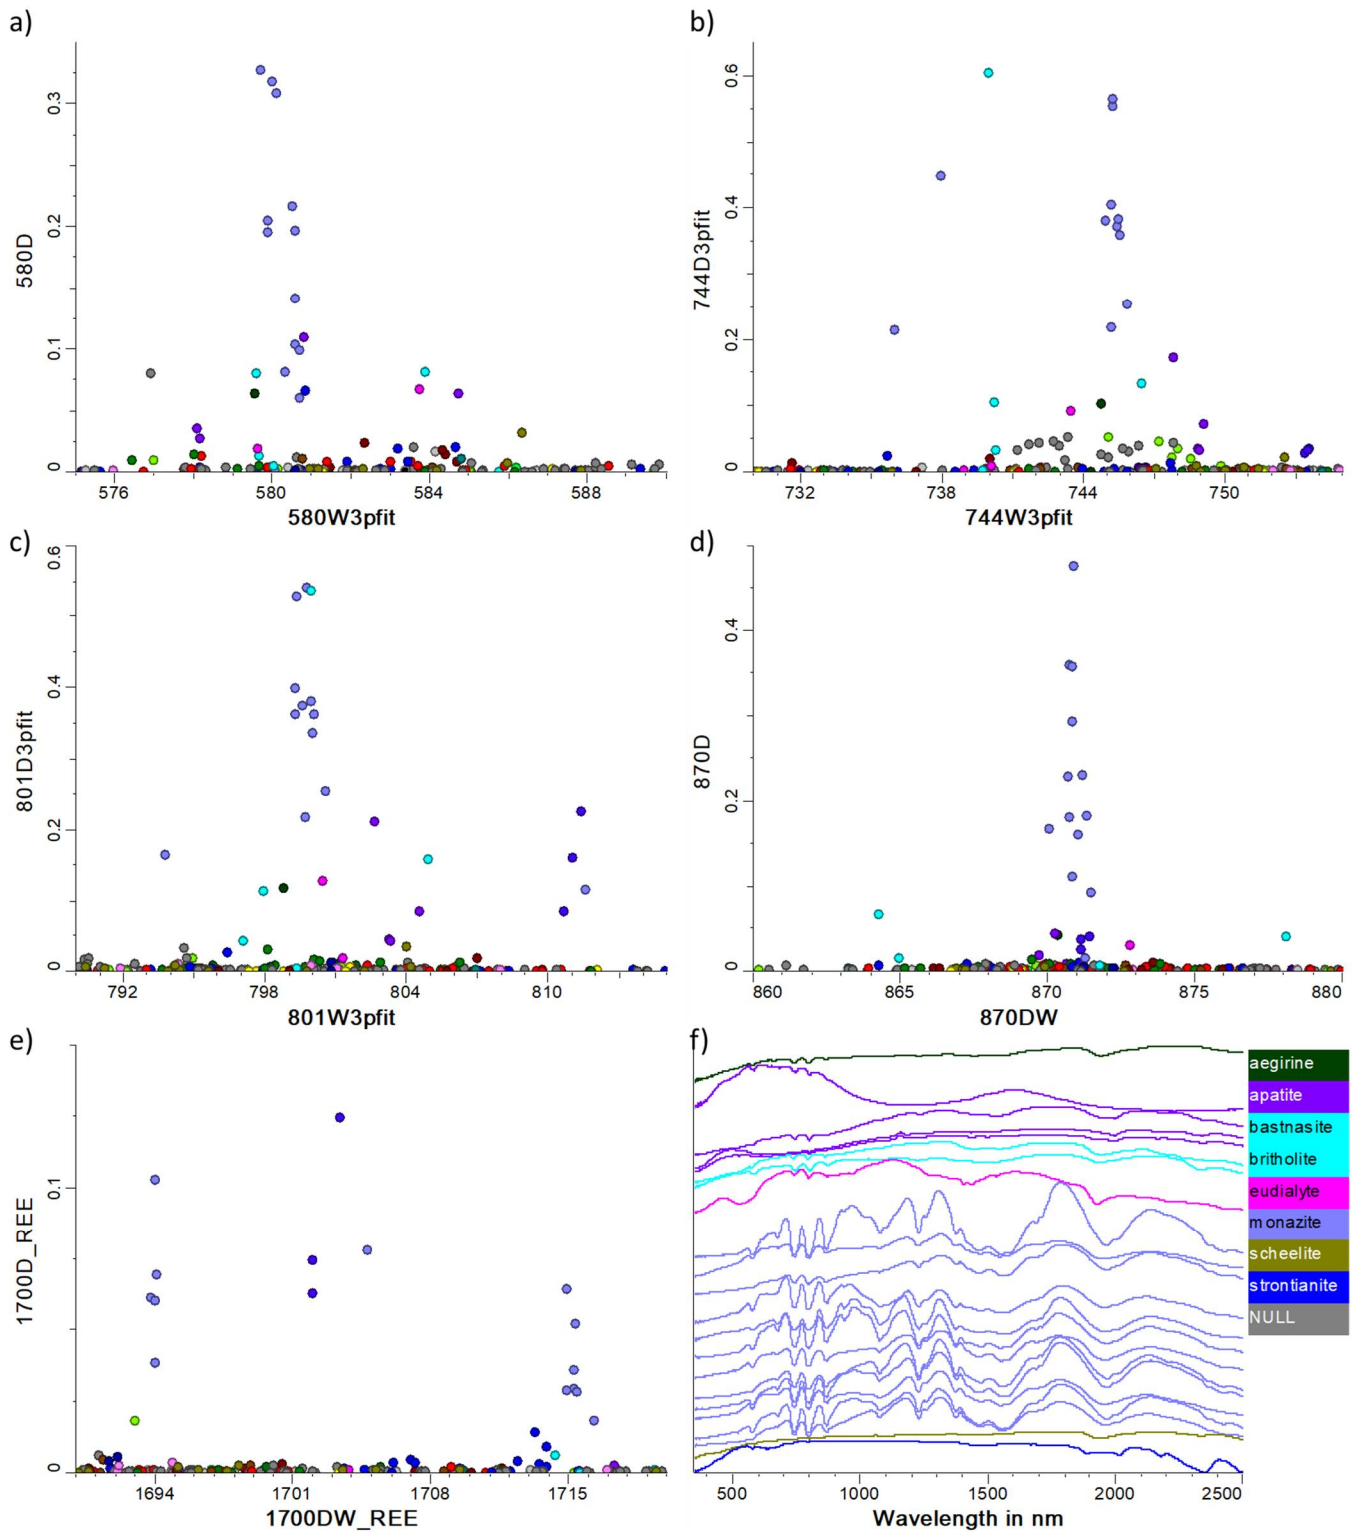 a)
0.3
0.2
0.1
0
580D
576
580
584
588
580W3pfit
b)
0.6
0.4
0.2
0
744D3pfit
732
738
744
750
744W3pfit
c)
0.6
0.4
0.2
0
801D3pfit
792
798
804
810
801W3pfit
d)
0.4
0.2
0
870D
860
865
870
875
880
870DW
e)
0.1
0
1700D_REE
1694
1701
1708
1715
1700DW_REE
f)
500
1000
1500
2000
2500
Wavelength in nm
aegirine
apatite
bastnasite
britholite
eudialyte
monazite
scheelite
strontianite
NULL